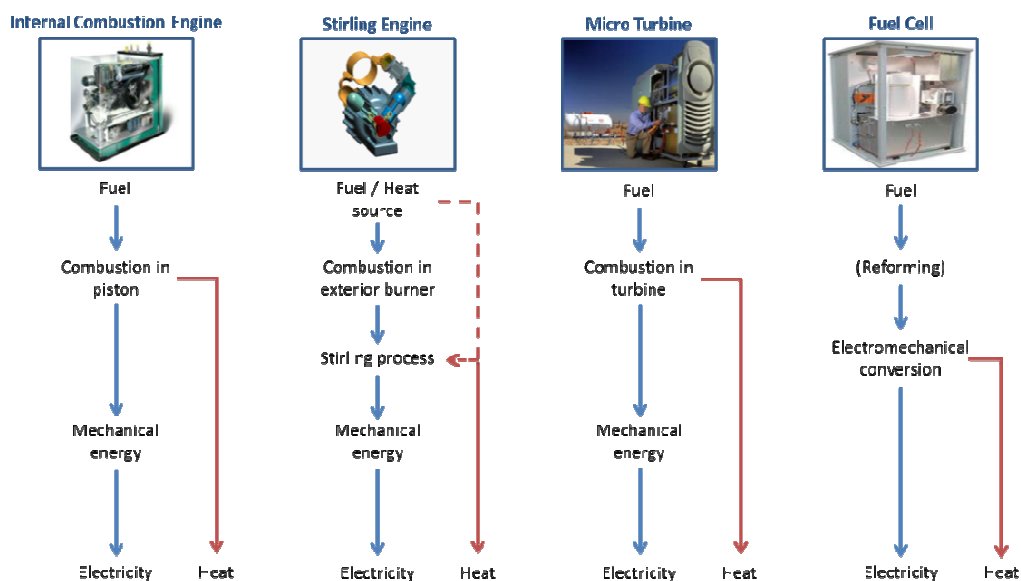 Internal Combustion Engine
Fuel
Combustion in
piston
Mechanical
energy
Electricity
Heat
Stirling Engine
Fuel / Heat
source
Combustion in
exterior burner
Stirling process
Mechanical
energy
Electricity
Heat
Micro Turbine
Fuel
Combustion in
turbine
Mechanical
energy
Electricity
Heat
Fuel Cell
Fuel
(Reforming)
Electromechanical
conversion
Electricity
Heat